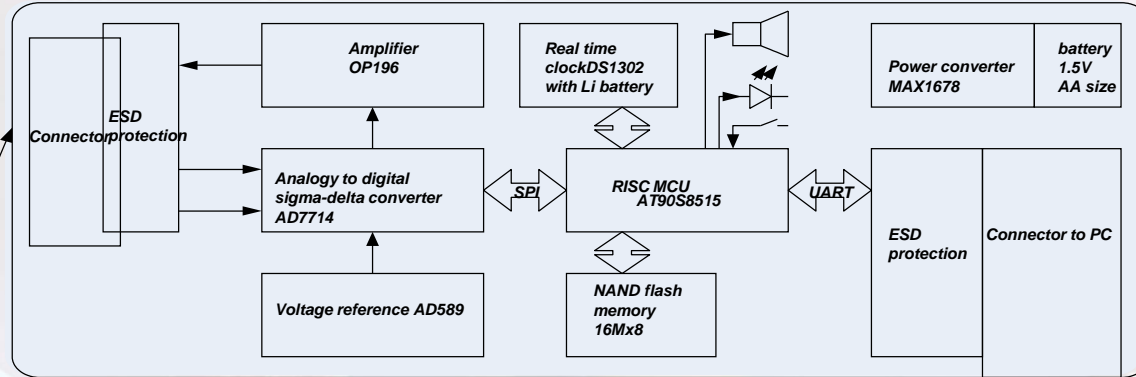 Amplifier
OP196
Real time
clockDS1302
with Li battery
Power converter
MAX1678
battery
1.5V
AA size
Connector
ESD
protection
Analogy to digital
sigma-delta converter
AD7714
SPI
RISC MCU
AT90S8515
UART
ESD
protection
Connector to PC
Voltage reference AD589
NAND flash
memory
16Mx8